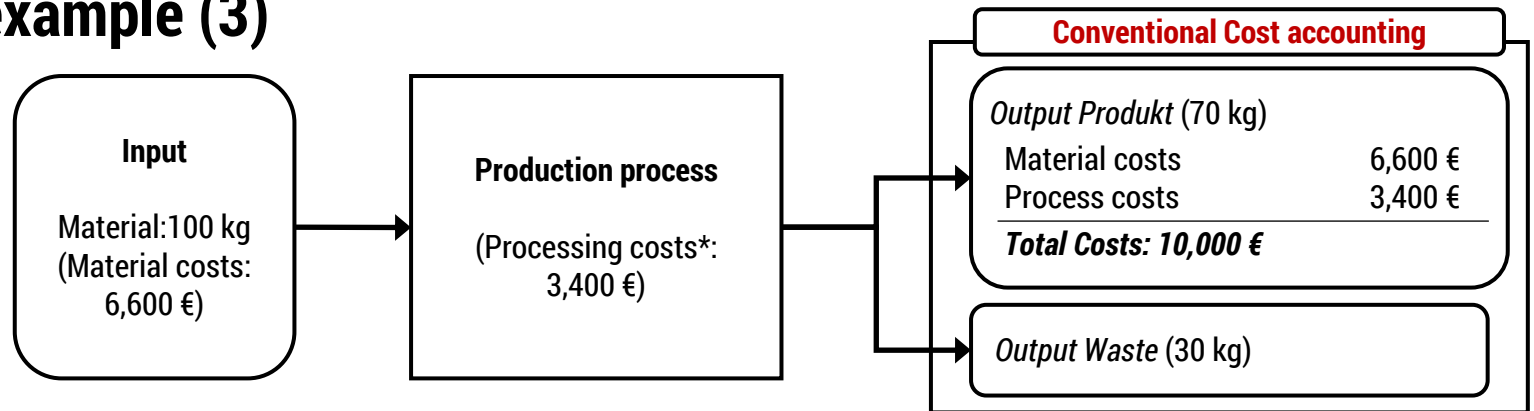 example (3)
Input
Material:100 kg
(Material costs:
6,600 €)
Production process
(Processing costs*:
3,400 €)
Conventional Cost accounting
Output Produkt (70 kg)
Material costs 6,600 €
Process costs 3,400 €
Total Costs: 10,000 €
Output Waste (30 kg)